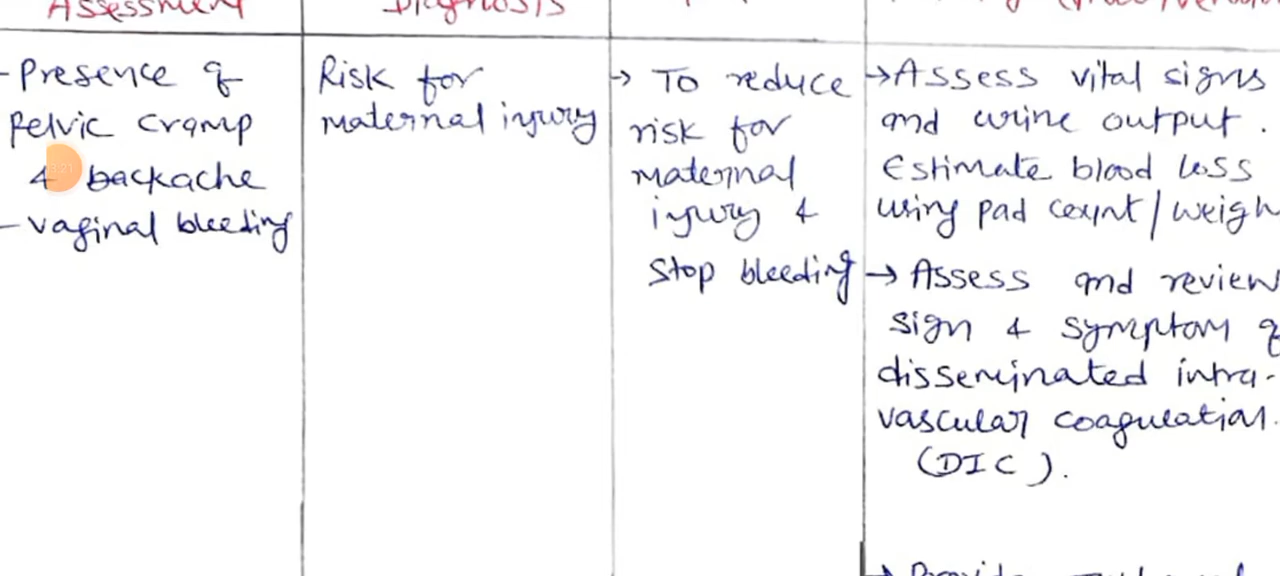 Assessment
Diagnosis
- Presence of
Pelvic cramp
& backache
- vaginal bleeding
Risk for
maternal injury
→ To reduce
risk for
maternal
injury &
Stop bleeding
→ Assess vital signs
and urine output.
Estimate blood loss
using pad count/weigh
→ Assess and review
sign & symptom of
disseminated intra-
vascular coagulation.
(DIC).